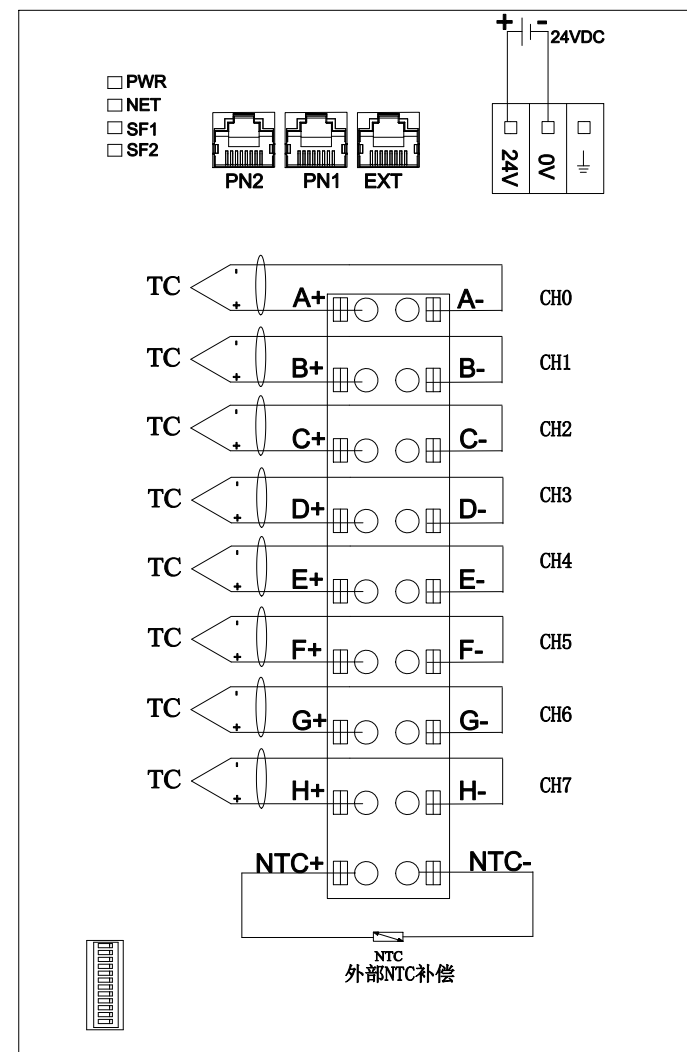 + - 24VDC
PWR
NET
SF1
SF2
PN2 PN1 EXT
24V 0V
TC - + A+ A- CH0
TC - + B+ B- CH1
TC - + C+ C- CH2
TC - + D+ D- CH3
TC - + E+ E- CH4
TC - + F+ F- CH5
TC - + G+ G- CH6
TC - + H+ H- CH7
NTC+ NTC-
NTC
外部NTC补偿